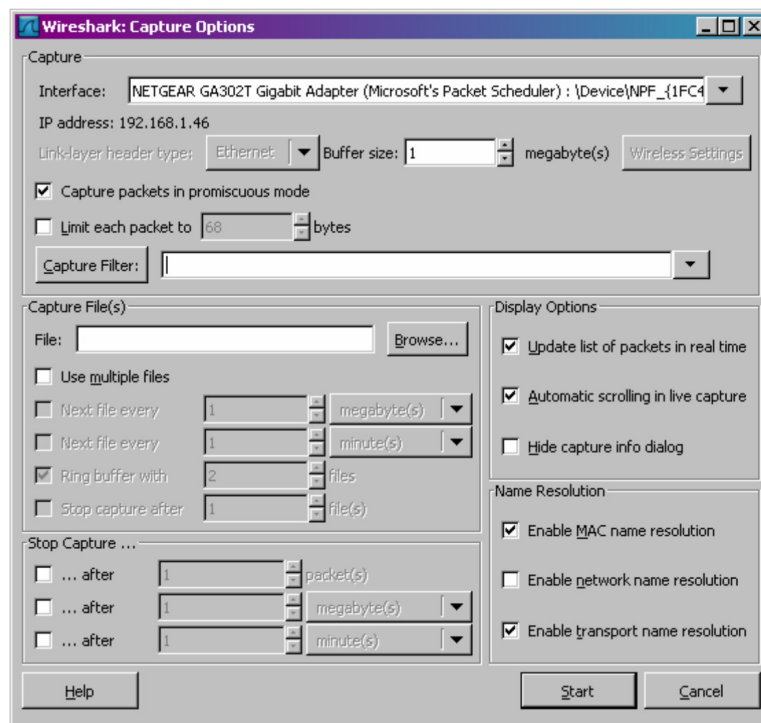 Wireshark: Capture Options
Capture
Interface: NETGEAR GA302T Gigabit Adapter (Microsoft's Packet Scheduler) : \Device\NPF_{1FC4
IP address: 192.168.1.46
Link-layer header type: Ethernet Buffer size: 1 megabyte(s) Wireless Settings
Capture packets in promiscuous mode
Limit each packet to 68 bytes
Capture Filter:
Capture File(s)
File: Browse...
Use multiple files
Next file every 1 megabyte(s)
Next file every 1 minute(s)
Ring buffer with 2 files
Stop capture after 1 file(s)
Stop Capture ...
... after 1 packet(s)
... after 1 megabyte(s)
... after 1 minute(s)
Display Options
Update list of packets in real time
Automatic scrolling in live capture
Hide capture info dialog
Name Resolution
Enable MAC name resolution
Enable network name resolution
Enable transport name resolution
Help Start Cancel